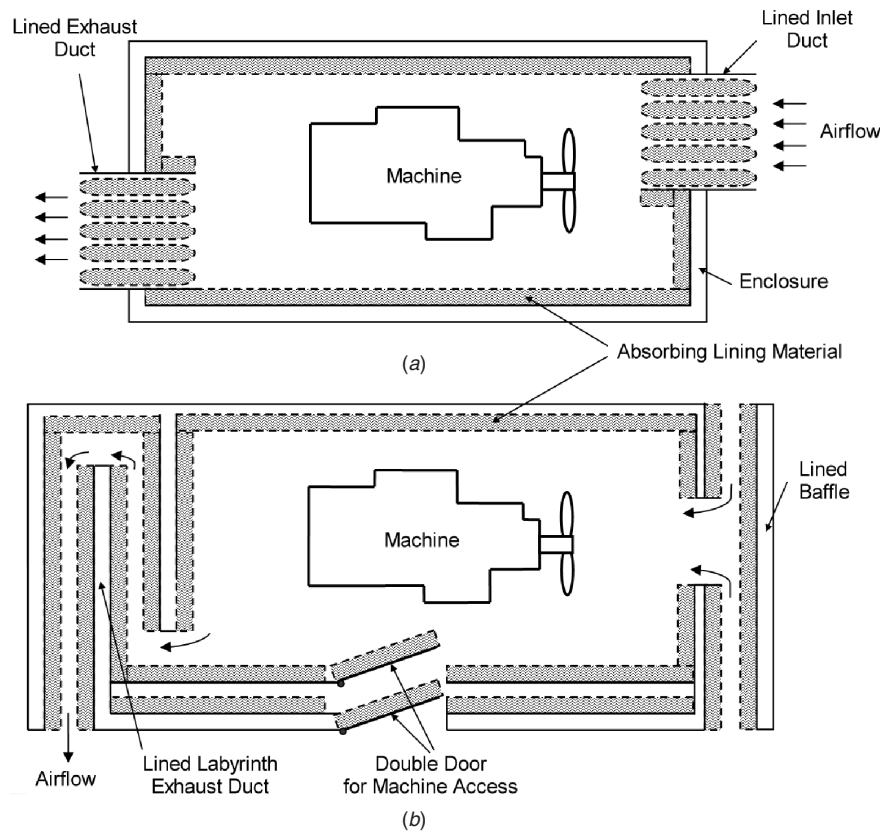 Lined Exhaust
Duct
Lined Inlet
Duct
Airflow
Machine
Enclosure
(a)
Absorbing Lining Material
Lined
Baffle
Machine
Airflow
Lined Labyrinth
Exhaust Duct
Double Door
for Machine Access
(b)